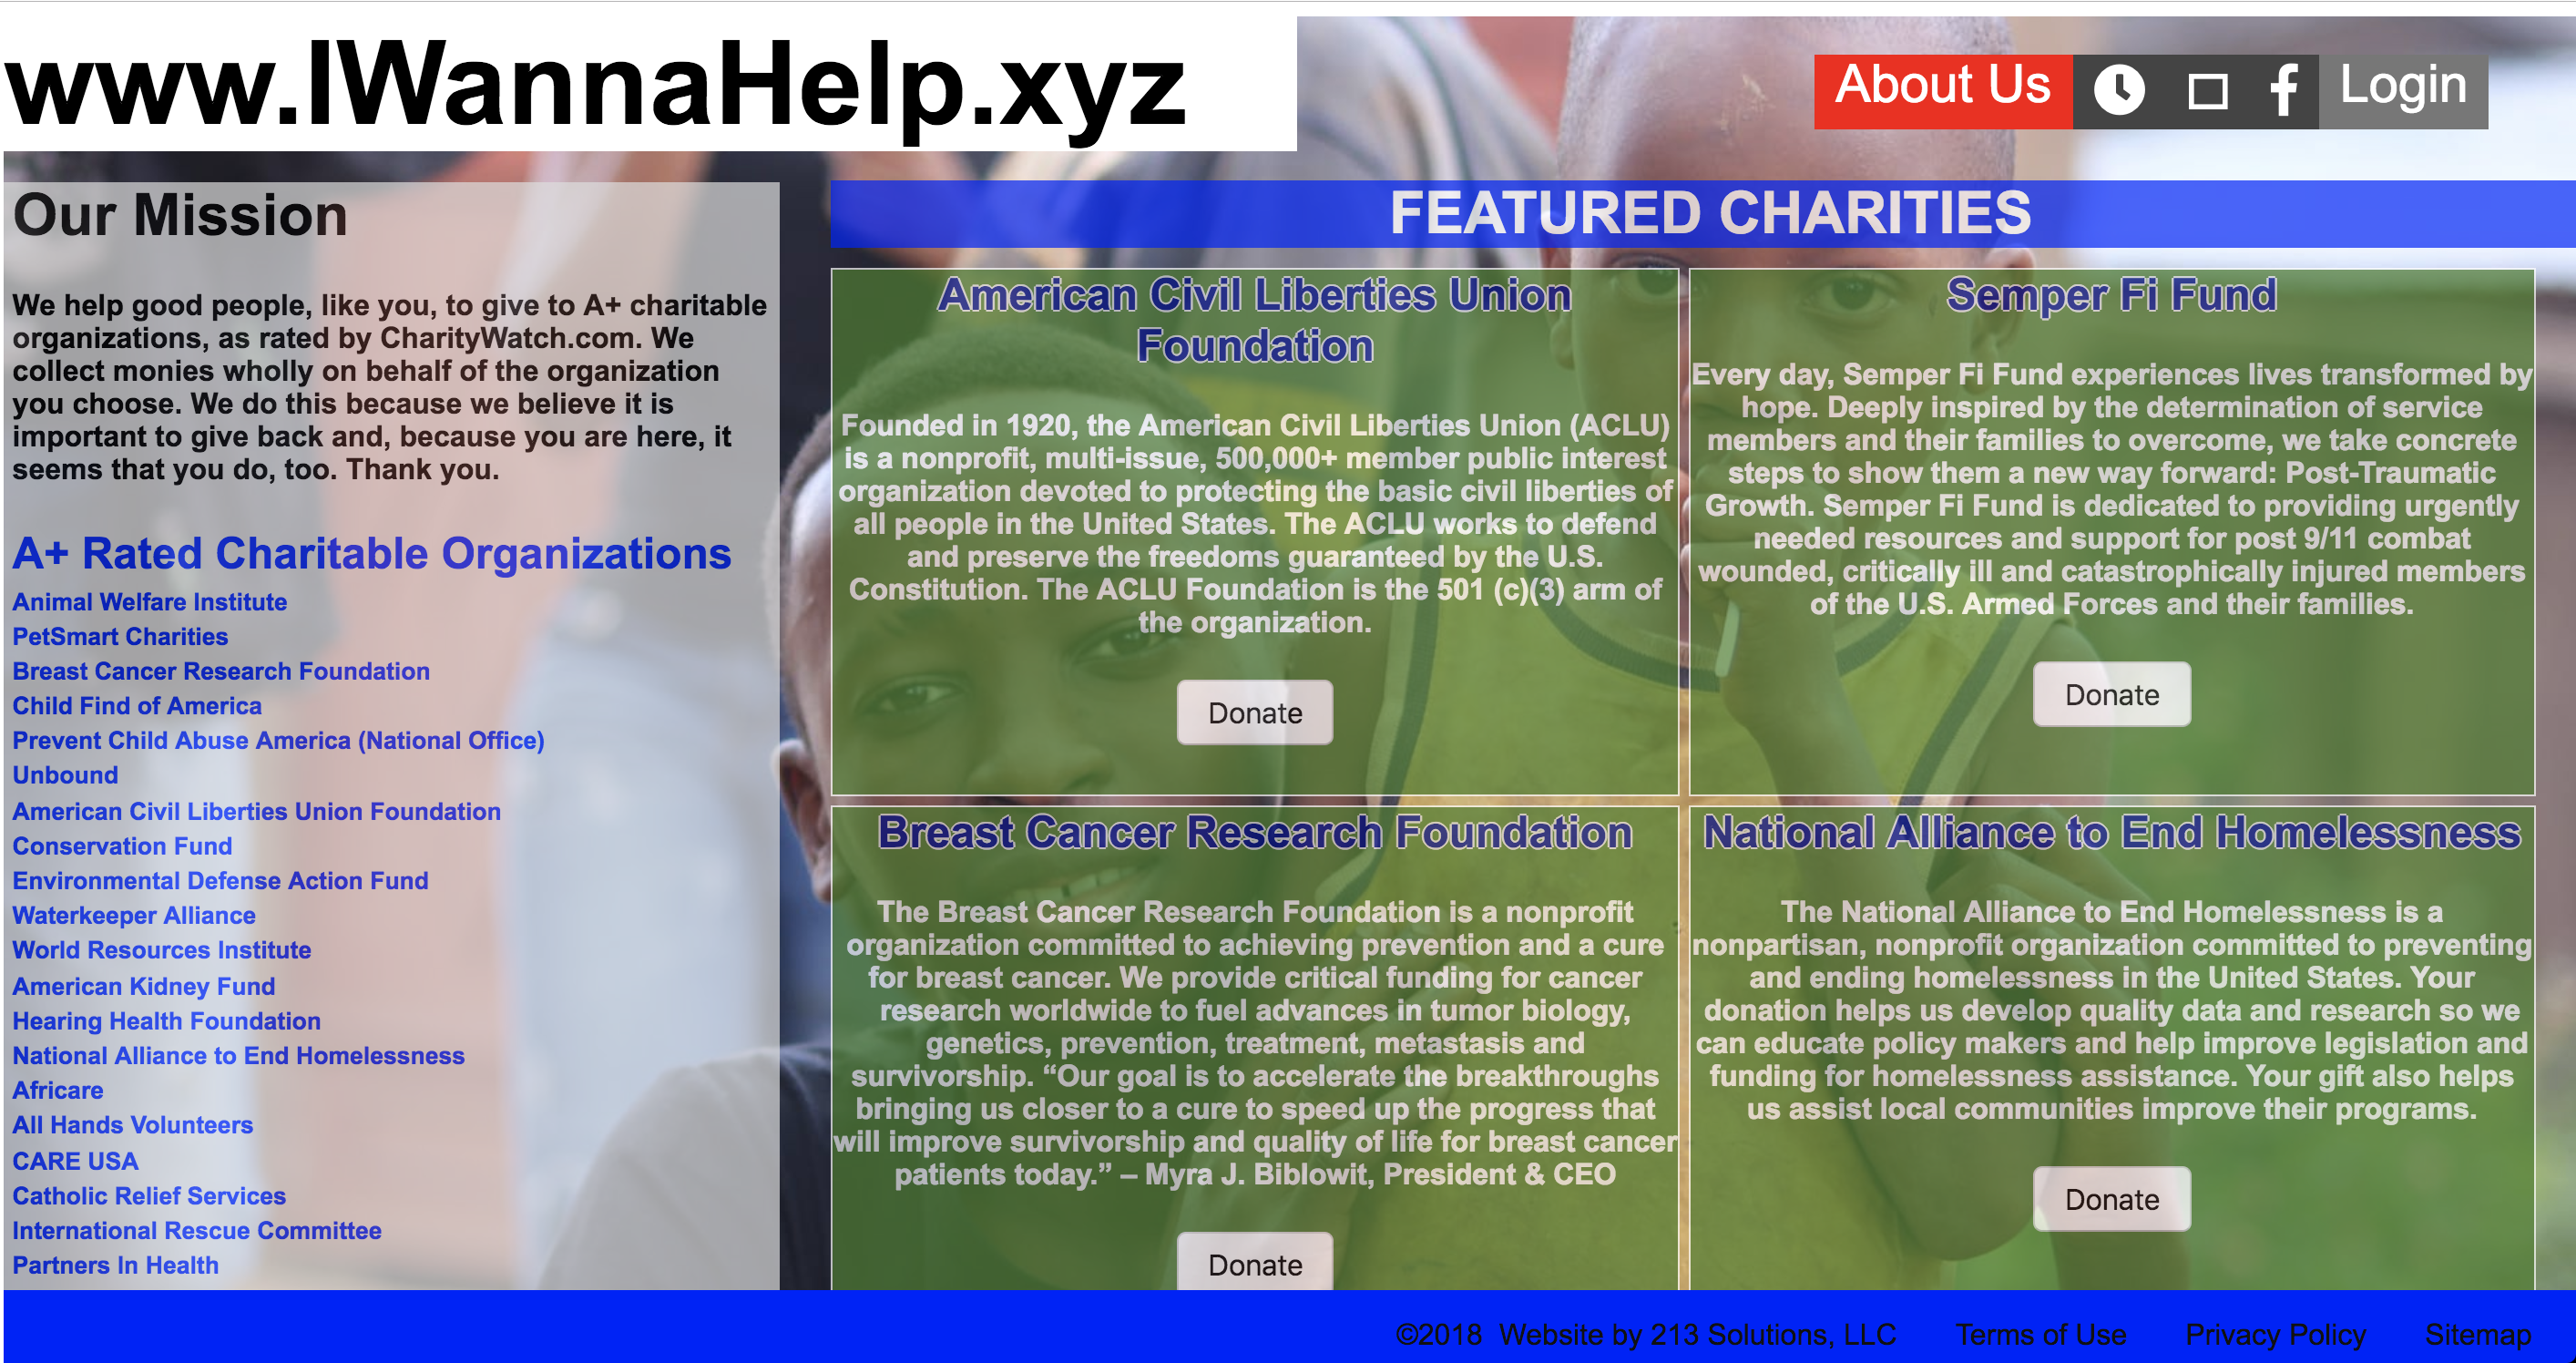 www.IWannaHelp.xyz
About Us
Login
Our Mission
We help good people, like you, to give to A+ charitable
organizations, as rated by CharityWatch.com. We
collect monies wholly on behalf of the organization
you choose. We do this because we believe it is
important to give back and, because you are here, it
seems that you do, too. Thank you.
A+ Rated Charitable Organizations
Animal Welfare Institute
PetSmart Charities
Breast Cancer Research Foundation
Child Find of America
Prevent Child Abuse America (National Office)
Unbound
American Civil Liberties Union Foundation
Conservation Fund
Environmental Defense Action Fund
Waterkeeper Alliance
World Resources Institute
American Kidney Fund
Hearing Health Foundation
National Alliance to End Homelessness
Africare
All Hands Volunteers
CARE USA
Catholic Relief Services
International Rescue Committee
Partners In Health
FEATURED CHARITIES
American Civil Liberties Union
Foundation
Founded in 1920, the American Civil Liberties Union (ACLU)
is a nonprofit, multi-issue, 500,000+ member public interest
organization devoted to protecting the basic civil liberties of
all people in the United States. The ACLU works to defend
and preserve the freedoms guaranteed by the U.S.
Constitution. The ACLU Foundation is the 501 (c)(3) arm of
the organization.
Donate
Semper Fi Fund
Every day, Semper Fi Fund experiences lives transformed by
hope. Deeply inspired by the determination of service
members and their families to overcome, we take concrete
steps to show them a new way forward: Post-Traumatic
Growth. Semper Fi Fund is dedicated to providing urgently
needed resources and support for post 9/11 combat
wounded, critically ill and catastrophically injured members
of the U.S. Armed Forces and their families.
Donate
Breast Cancer Research Foundation
The Breast Cancer Research Foundation is a nonprofit
organization committed to achieving prevention and a cure
for breast cancer. We provide critical funding for cancer
research worldwide to fuel advances in tumor biology,
genetics, prevention, treatment, metastasis and
survivorship. “Our goal is to accelerate the breakthroughs
bringing us closer to a cure to speed up the progress that
will improve survivorship and quality of life for breast cancer
patients today.” – Myra J. Biblowit, President & CEO
Donate
National Alliance to End Homelessness
The National Alliance to End Homelessness is a
nonpartisan, nonprofit organization committed to preventing
and ending homelessness in the United States. Your
donation helps us develop quality data and research so we
can educate policy makers and help improve legislation and
funding for homelessness assistance. Your gift also helps
us assist local communities improve their programs.
Donate
©2018 Website by 213 Solutions, LLC Terms of Use Privacy Policy Sitemap